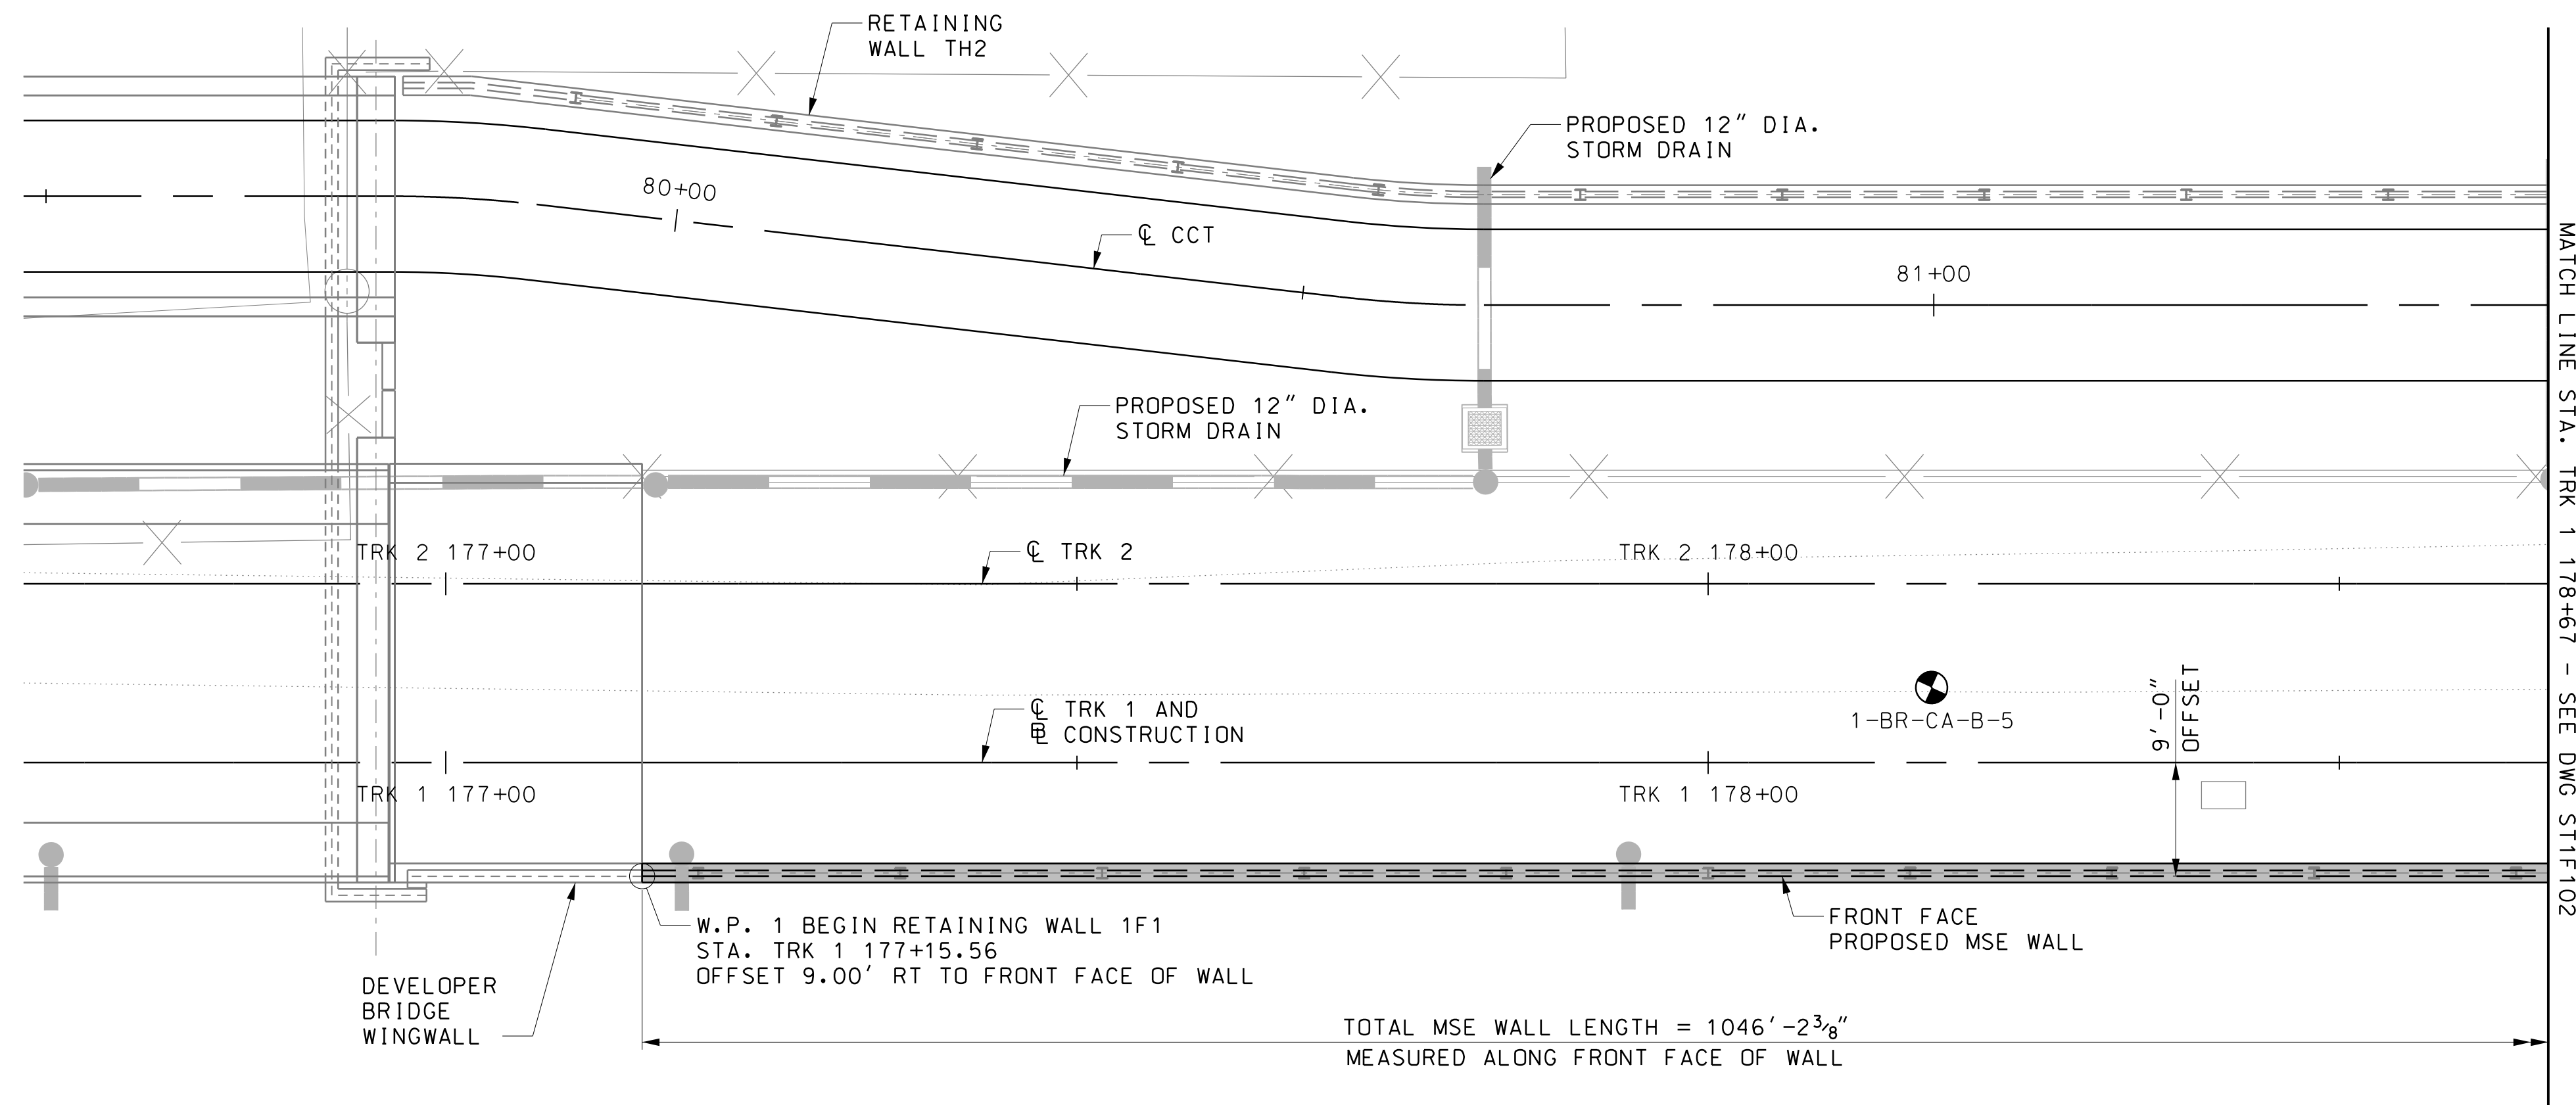 RETAINING
WALL TH2
PROPOSED 12" DIA.
STORM DRAIN
80+00
℄ CCT
81+00
PROPOSED 12" DIA.
STORM DRAIN
TRK 2 177+00
℄ TRK 2
TRK 2 178+00
℄ TRK 1 AND
BL CONSTRUCTION
1-BR-CA-B-5
9'-0"
OFFSET
TRK 1 177+00
TRK 1 178+00
W.P. 1 BEGIN RETAINING WALL 1F1
STA. TRK 1 177+15.56
OFFSET 9.00' RT TO FRONT FACE OF WALL
FRONT FACE
PROPOSED MSE WALL
DEVELOPER
BRIDGE
WINGWALL
TOTAL MSE WALL LENGTH = 1046'-2 3/8"
MEASURED ALONG FRONT FACE OF WALL
MATCH LINE STA. TRK 1 178+67 - SEE DWG ST1F102